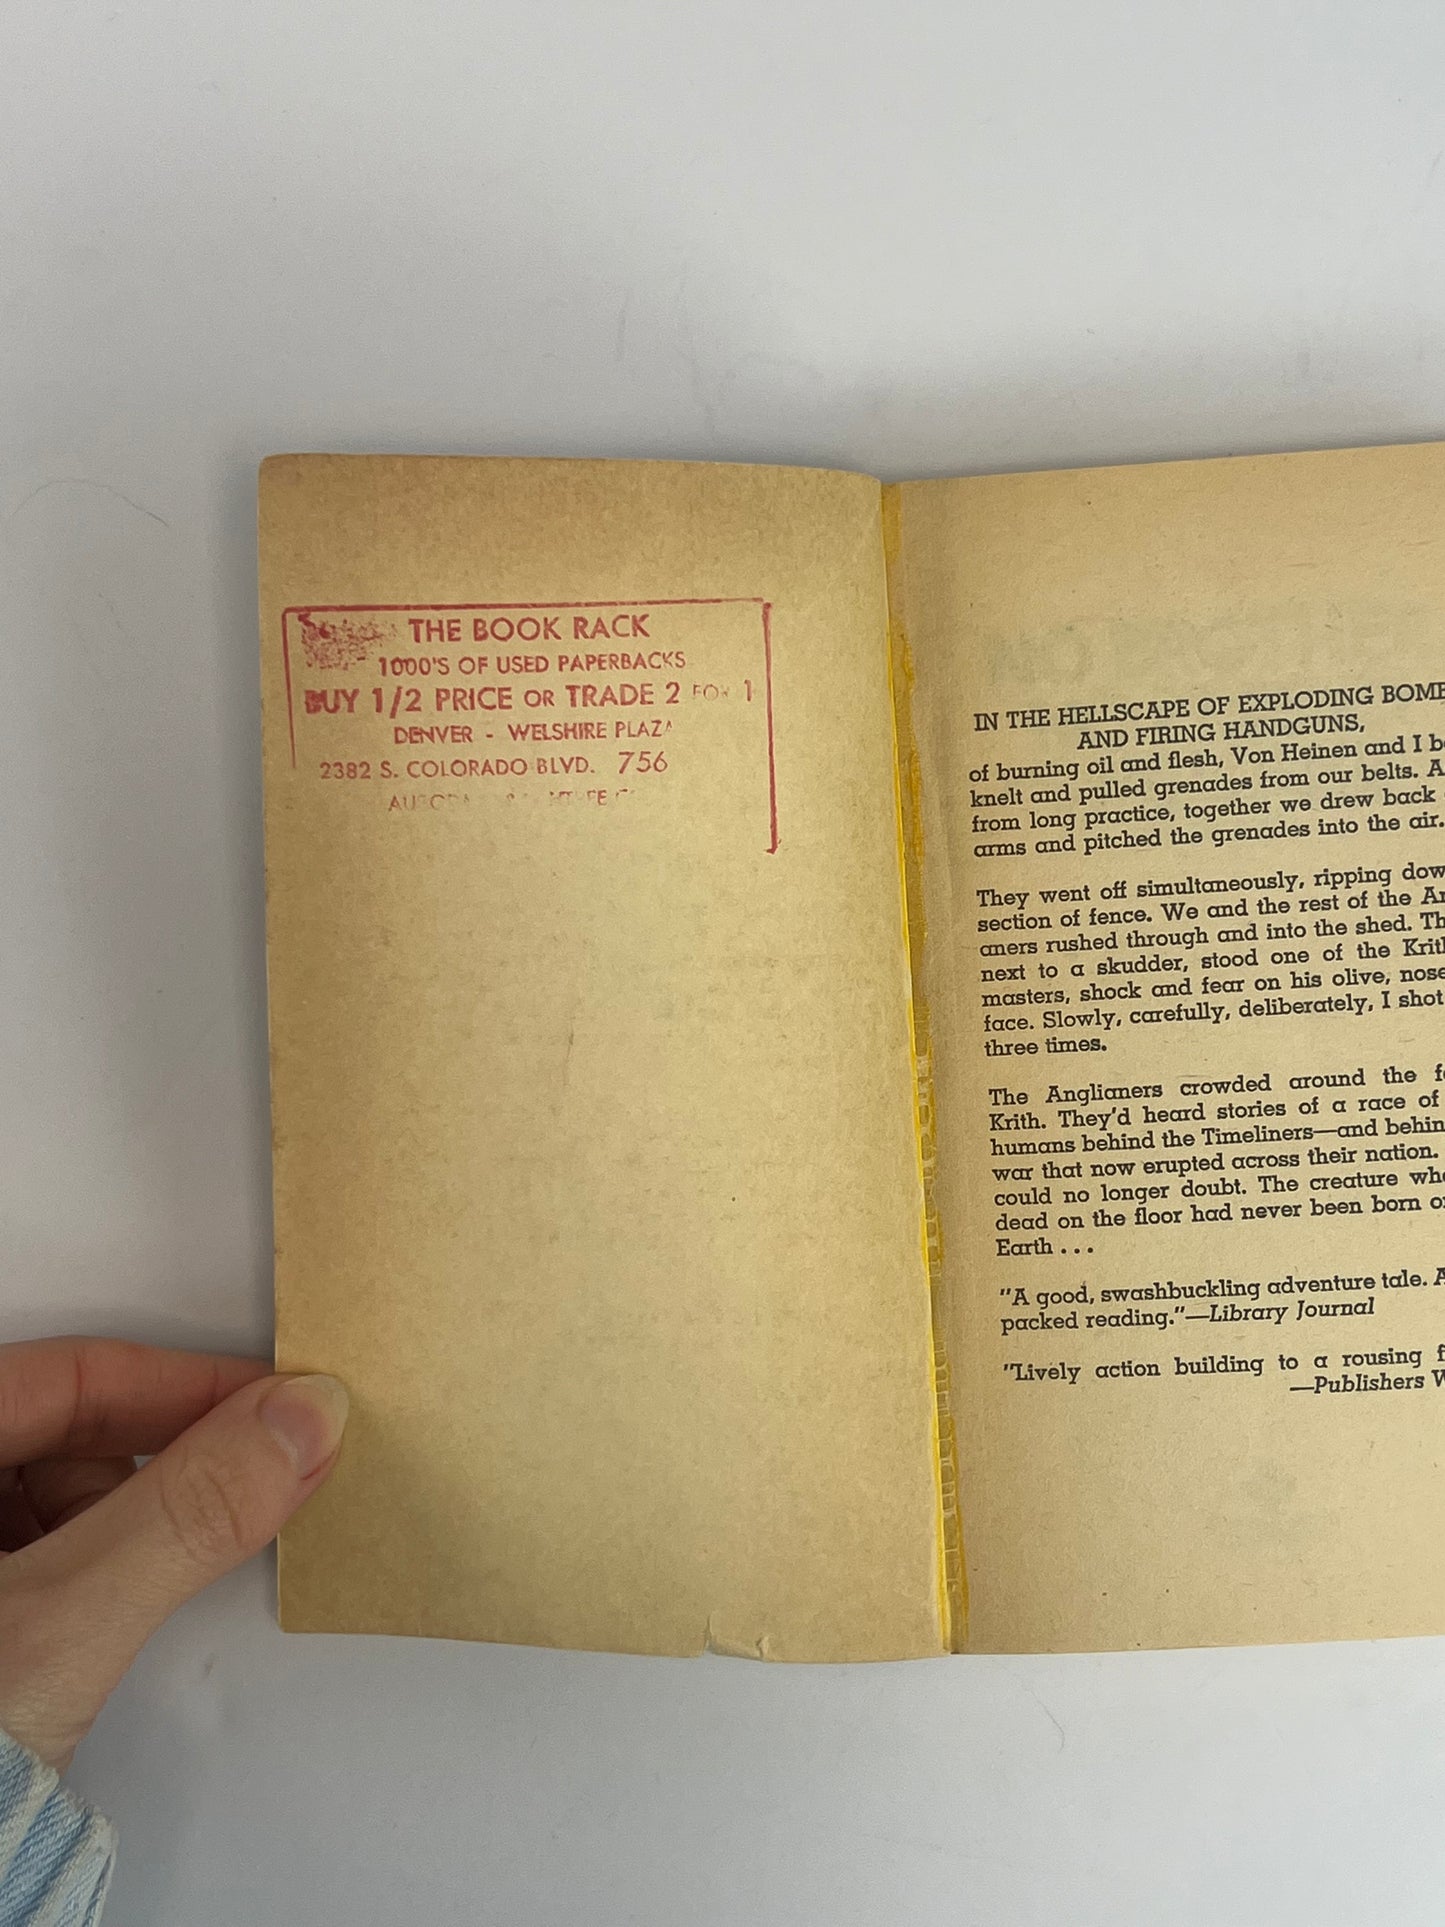 THE BOOK RACK
1000'S OF USED PAPERBACKS
BUY 1/2 PRICE OR TRADE 2 FOR 1
DENVER - WELSHIRE PLAZA
2382 S. COLORADO BLVD. 756
IN THE HELLSCAPE OF EXPLODING BOMB
AND FIRING HANDGUNS,
of burning oil and flesh, Von Heinen and I b
knelt and pulled grenades from our belts. A
from long practice, together we drew back
arms and pitched the grenades into the air.
They went off simultaneously, ripping dow
section of fence. We and the rest of the A
aners rushed through and into the shed. Th
next to a skudder, stood one of the Krith
masters, shock and fear on his olive, nose
face. Slowly, carefully, deliberately, I shot
three times.
The Anglianers crowded around the f
Krith. They'd heard stories of a race of
humans behind the Timeliners—and behin
war that now erupted across their nation.
could no longer doubt. The creature wh
dead on the floor had never been born o
Earth . . .
"A good, swashbuckling adventure tale. A
packed reading."—Library Journal
"Lively action building to a rousing f
—Publishers W